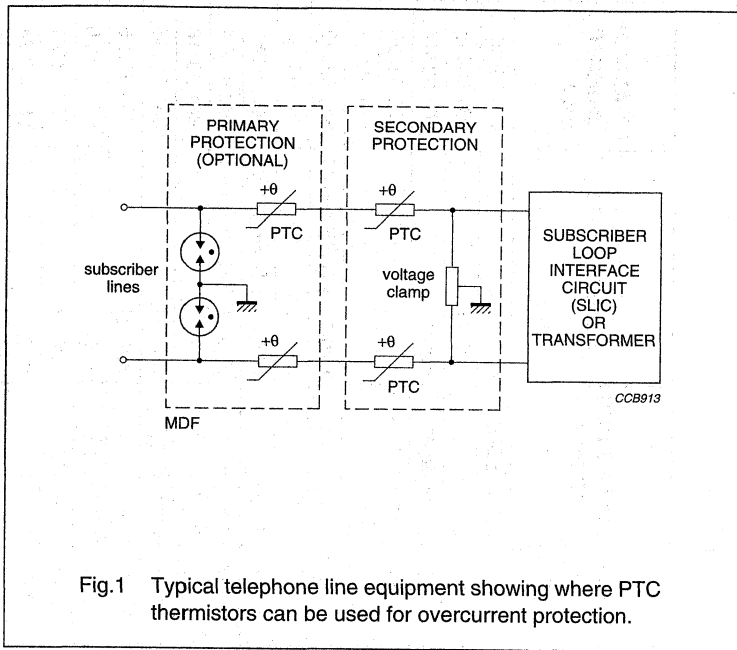 PRIMARY
PROTECTION
(OPTIONAL)
SECONDARY
PROTECTION
+θ
+θ
PTC
PTC
subscriber
lines
voltage
clamp
SUBSCRIBER
LOOP
INTERFACE
CIRCUIT
(SLIC)
OR
TRANSFORMER
+θ
+θ
PTC
CCB913
MDF
Fig.1 Typical telephone line equipment showing where PTC
thermistors can be used for overcurrent protection.